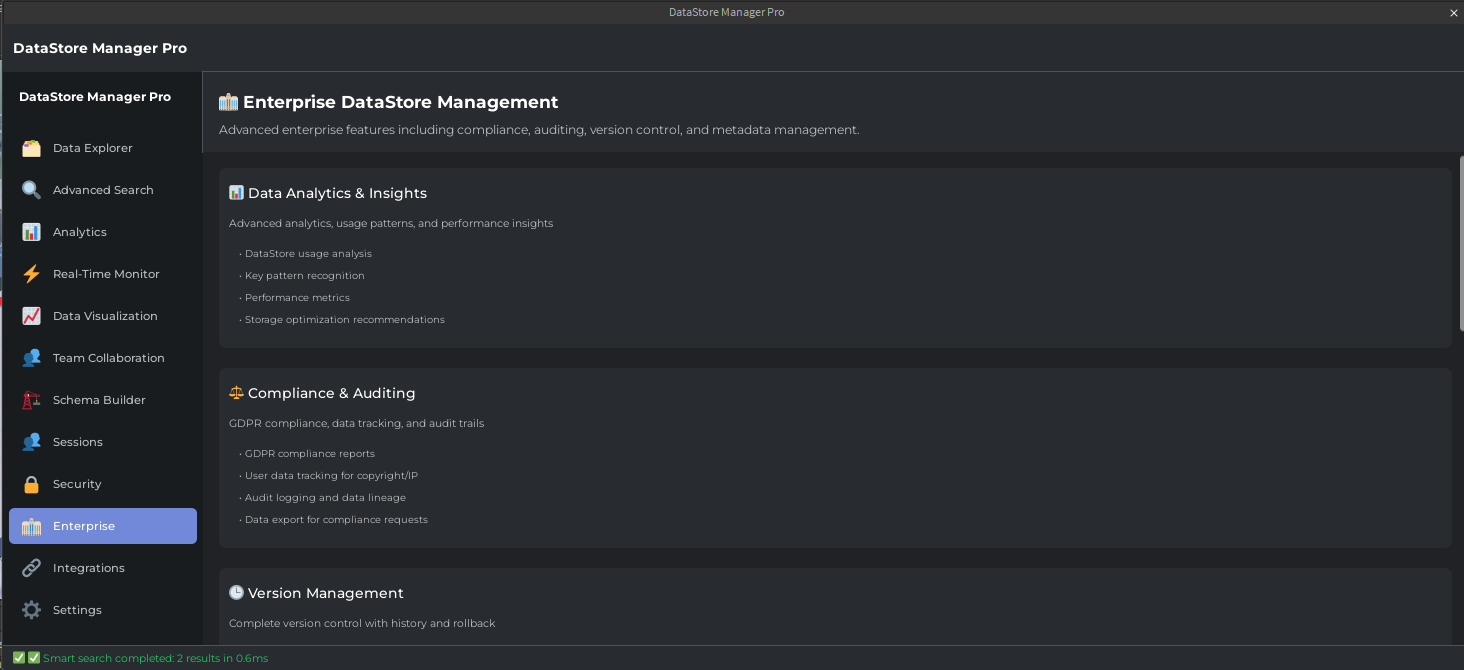 DataStore Manager Pro
DataStore Manager Pro
DataStore Manager Pro
Data Explorer
Advanced Search
Analytics
Real-Time Monitor
Data Visualization
Team Collaboration
Schema Builder
Sessions
Security
Enterprise
Integrations
Settings
Enterprise DataStore Management
Advanced enterprise features including compliance, auditing, version control, and metadata management.
Data Analytics & Insights
Advanced analytics, usage patterns, and performance insights
• DataStore usage analysis
• Key pattern recognition
• Performance metrics
• Storage optimization recommendations
Compliance & Auditing
GDPR compliance, data tracking, and audit trails
• GDPR compliance reports
• User data tracking for copyright/IP
• Audit logging and data lineage
• Data export for compliance requests
Version Management
Complete version control with history and rollback
Smart search completed: 2 results in 0.6ms